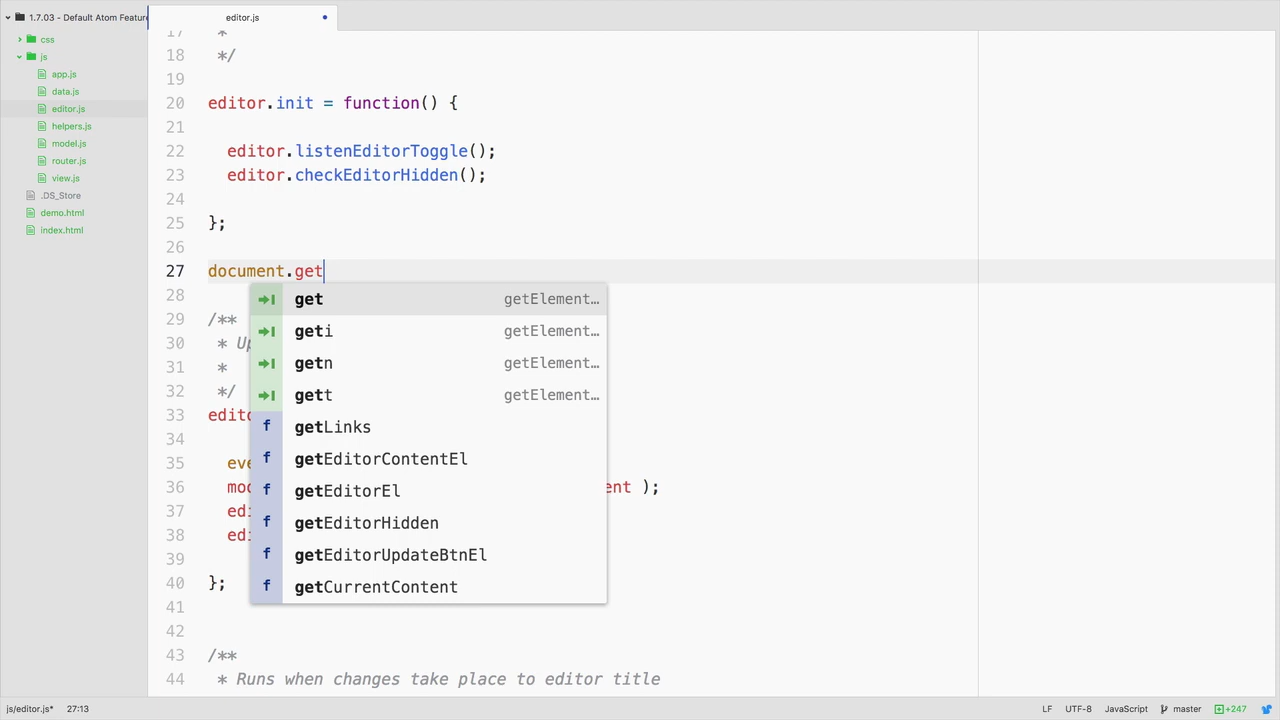 1.7.03 - Default Atom Feature
css
js
app.js
data.js
editor.js
helpers.js
model.js
router.js
view.js
.DS_Store
demo.html
index.html
editor.js
17 *
18 */
19
20 editor.init = function() {
21
22 editor.listenEditorToggle();
23 editor.checkEditorHidden();
24
25 };
26
27 document.get
28
29 /**
30 * Up
31 *
32 */
33 edito
34
35 eve
36 mod ent );
37 edi
38 edi
39
40 };
41
42
43 /**
44 * Runs when changes take place to editor title
get getElement…
geti getElement…
getn getElement…
gett getElement…
f getLinks
f getEditorContentEl
f getEditorEl
f getEditorHidden
f getEditorUpdateBtnEl
f getCurrentContent
js/editor.js* 27:13 LF UTF-8 JavaScript master +247